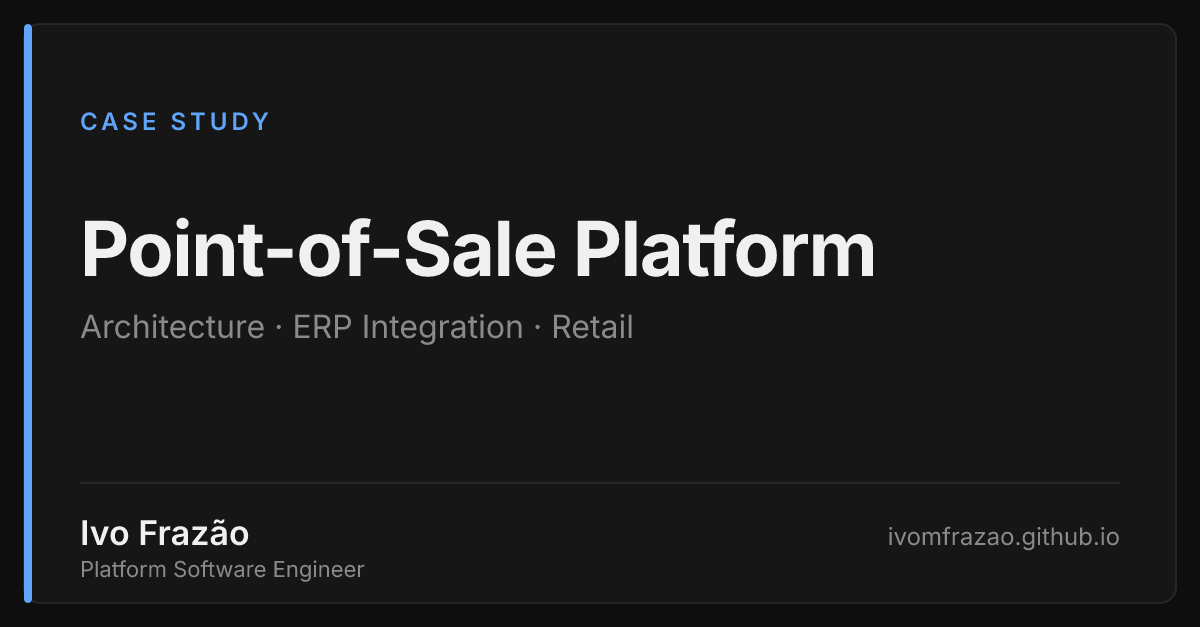 CASE STUDY
Point-of-Sale Platform
Architecture · ERP Integration · Retail
Ivo Frazão
Platform Software Engineer
ivomfrazao.github.io